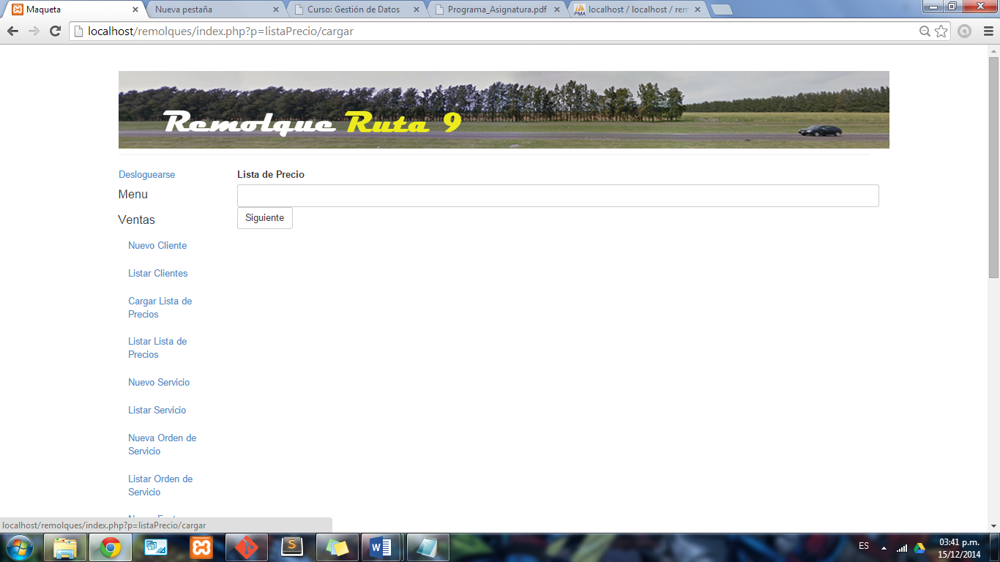 Maqueta
Nueva pestaña
Curso: Gestión de Datos
Programa_Asignatura.pdf
PMA
localhost / localhost / rem
localhost/remolques/index.php?p=listaPrecio/cargar
Remolque Ruta 9
Desloguearse
Menu
Ventas
Nuevo Cliente
Listar Clientes
Cargar Lista de
Precios
Listar Lista de
Precios
Nuevo Servicio
Listar Servicio
Nueva Orden de
Servicio
Listar Orden de
Servicio
Lista de Precio
Siguiente
localhost/remolques/index.php?p=listaPrecio/cargar
ES
03:41 p.m.
15/12/2014